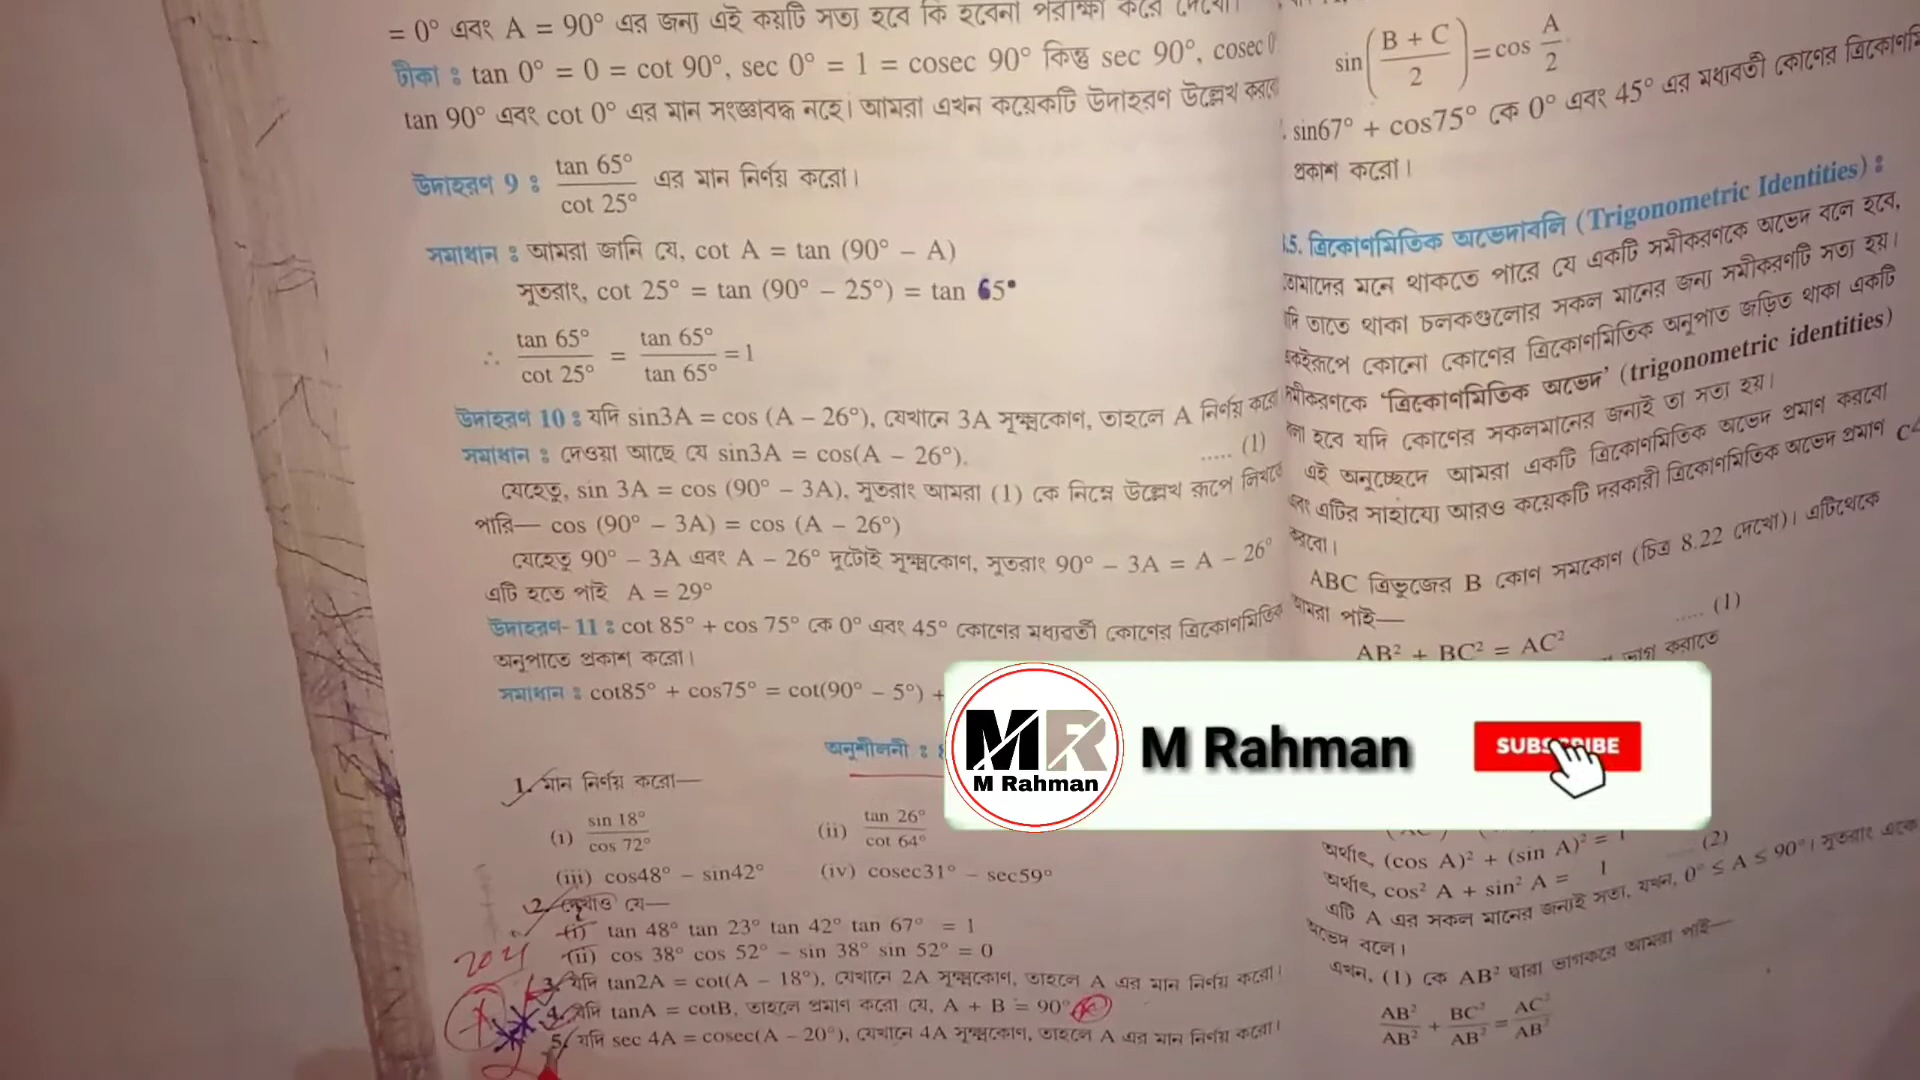 = 0° এবং A = 90° এর জন্য এই কয়টি সত্য হবে কি হবেনা পরীক্ষা করে দেখো।
টীকা : tan 0° = 0 = cot 90°, sec 0° = 1 = cosec 90° কিন্তু sec 90°, cosec 0°
tan 90° এবং cot 0° এর মান সংজ্ঞাবদ্ধ নহে। আমরা এখন কয়েকটি উদাহরণ উল্লেখ করবো
উদাহরণ 9 : tan 65° / cot 25° এর মান নির্ণয় করো।
সমাধান : আমরা জানি যে, cot A = tan (90° – A)
সুতরাং, cot 25° = tan (90° – 25°) = tan 65°
∴ tan 65° / cot 25° = tan 65° / tan 65° = 1
উদাহরণ 10 : যদি sin3A = cos (A – 26°), যেখানে 3A সূক্ষ্মকোণ, তাহলে A নির্ণয় করো
সমাধান : দেওয়া আছে যে sin3A = cos(A – 26°). ..... (1)
যেহেতু, sin 3A = cos (90° – 3A), সুতরাং আমরা (1) কে নিম্নে উল্লেখ রূপে লিখতে
পারি— cos (90° – 3A) = cos (A – 26°)
যেহেতু 90° – 3A এবং A – 26° দুটোই সূক্ষ্মকোণ, সুতরাং 90° – 3A = A – 26°
এটি হতে পাই A = 29°
উদাহরণ- 11 : cot 85° + cos 75° কে 0° এবং 45° কোণের মধ্যবর্তী কোণের ত্রিকোণমিতিক
অনুপাতে প্রকাশ করো।
সমাধান : cot85° + cos75° = cot(90° – 5°) +
অনুশীলনী :
1. মান নির্ণয় করো—
(i) sin 18° / cos 72° (ii) tan 26° / cot 64°
(iii) cos48° – sin42° (iv) cosec31° – sec59°
2. দেখাও যে—
(i) tan 48° tan 23° tan 42° tan 67° = 1
(ii) cos 38° cos 52° – sin 38° sin 52° = 0
3. যদি tan2A = cot(A – 18°), যেখানে 2A সূক্ষ্মকোণ, তাহলে A এর মান নির্ণয় করো।
4. যদি tanA = cotB, তাহলে প্রমাণ করো যে, A + B = 90°
5. যদি sec 4A = cosec(A – 20°), যেখানে 4A সূক্ষ্মকোণ, তাহলে A এর মান নির্ণয় করো।
sin(B + C / 2) = cos A / 2
sin67° + cos75° কে 0° এবং 45° এর মধ্যবর্তী কোণের
প্রকাশ করো।
.5. ত্রিকোণমিতিক অভেদাবলি (Trigonometric Identities) :
তোমাদের মনে থাকতে পারে যে একটি সমীকরণকে অভেদ বলে হবে,
যদি তাতে থাকা চলকগুলোর সকল মানের জন্য সমীকরণটি সত্য হয়।
একইরূপে কোনো কোণের ত্রিকোণমিতিক অনুপাত জড়িত থাকা একটি
সমীকরণকে ‘ত্রিকোণমিতিক অভেদ’ (trigonometric identities)
বলা হবে যদি কোণের সকলমানের জন্যই তা সত্য হয়।
এই অনুচ্ছেদে আমরা একটি ত্রিকোণমিতিক অভেদ প্রমাণ করবো
এবং এটির সাহায্যে আরও কয়েকটি দরকারী ত্রিকোণমিতিক অভেদ প্রমাণ
করবো।
ABC ত্রিভুজের B কোণ সমকোণ (চিত্র 8.22 দেখো)। এটিথেকে
আমরা পাই— ..... (1)
AB² + BC² = AC²
ভাগ করাতে
M Rahman
SUBSCRIBE
MR
M Rahman
অর্থাৎ, (cos A)² + (sin A)² = 1
অর্থাৎ, cos² A + sin² A = 1 ..... (2)
এটি A এর সকল মানের জন্যই সত্য, যখন, 0° ≤ A ≤ 90°। সুতরাং একে
অভেদ বলে।
এখন, (1) কে AB² দ্বারা ভাগকরে আমরা পাই—
AB² / AB² + BC² / AB² = AC² / AB²